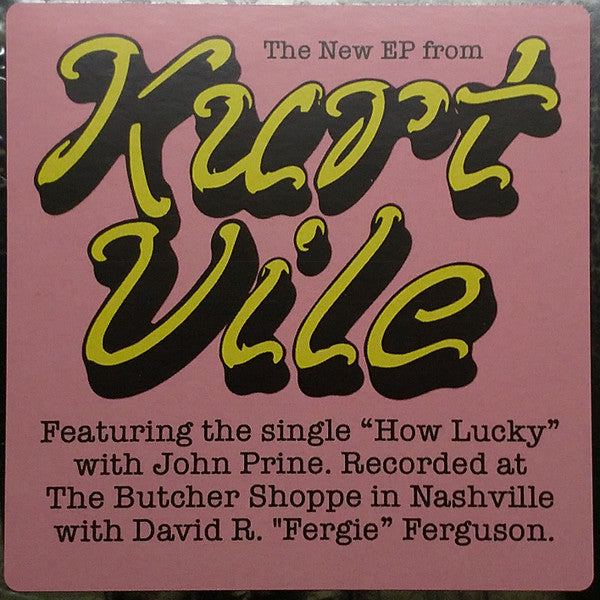 The New EP from
Kurt
Vile
Featuring the single “How Lucky”
with John Prine. Recorded at
The Butcher Shoppe in Nashville
with David R. "Fergie” Ferguson.